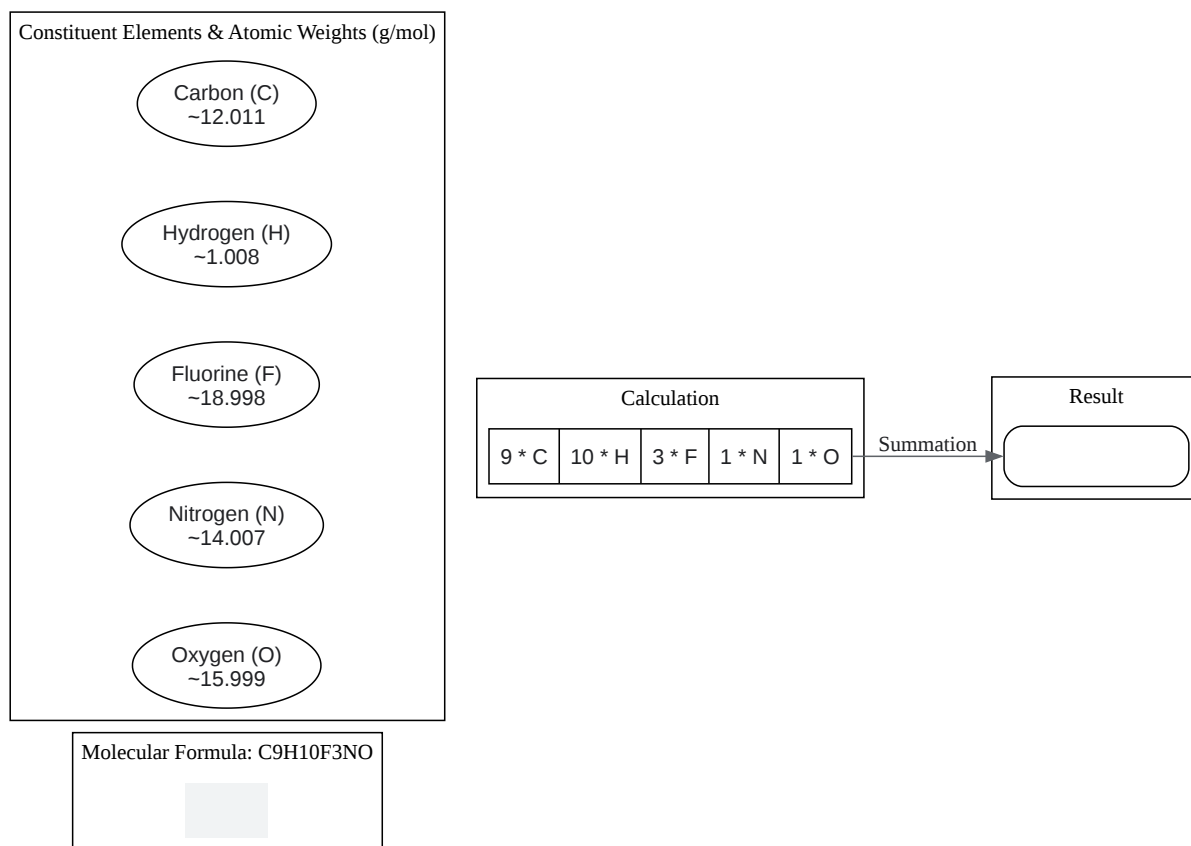 Constituent Elements & Atomic Weights (g/mol)
Carbon (C)
~12.011
Hydrogen (H)
~1.008
Fluorine (F)
~18.998
Nitrogen (N)
~14.007
Oxygen (O)
~15.999
Molecular Formula: C9H10F3NO
Calculation
9 * C 10 * H 3 * F 1 * N 1 * O
Summation
Result